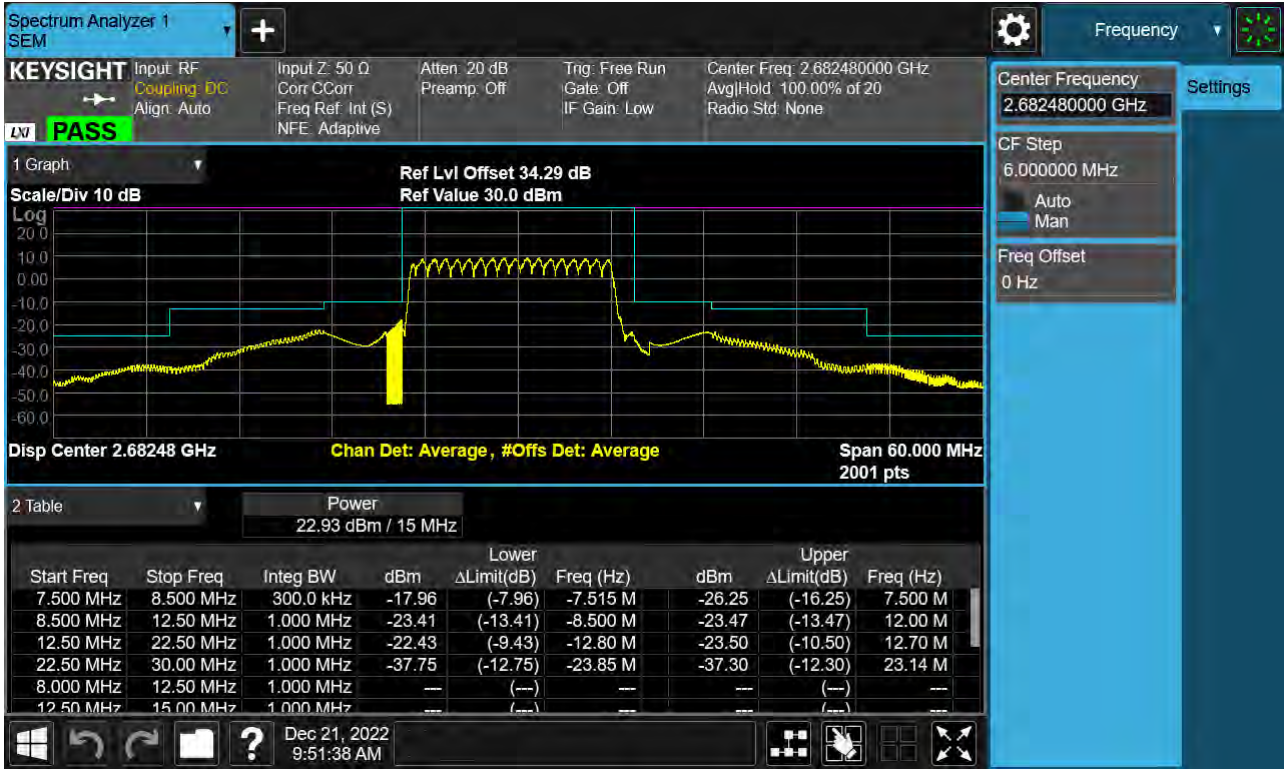 Spectrum Analyzer 1
SEM
Frequency
KEYSIGHT
Input: RF
Coupling: DC
Align: Auto
Input Z: 50 Ω
Corr CCorr
Freq Ref: Int (S)
NFE: Adaptive
Atten: 20 dB
Preamp: Off
Trig: Free Run
Gate: Off
IF Gain: Low
Center Freq: 2.682480000 GHz
Avg|Hold: 100.00% of 20
Radio Std: None
LXI PASS
Center Frequency
2.682480000 GHz
Settings
CF Step
6.000000 MHz
Auto
Man
Freq Offset
0 Hz
1 Graph
Ref Lvl Offset 34.29 dB
Scale/Div 10 dB Ref Value 30.0 dBm
Log
20.0
10.0
0.00
-10.0
-20.0
-30.0
-40.0
-50.0
-60.0
Disp Center 2.68248 GHz Chan Det: Average, #Offs Det: Average Span 60.000 MHz
2001 pts
2 Table
Power
22.93 dBm / 15 MHz
Lower Upper
Start Freq Stop Freq Integ BW dBm ΔLimit(dB) Freq (Hz) dBm ΔLimit(dB) Freq (Hz)
7.500 MHz 8.500 MHz 300.0 kHz -17.96 (-7.96) -7.515 M -26.25 (-16.25) 7.500 M
8.500 MHz 12.50 MHz 1.000 MHz -23.41 (-13.41) -8.500 M -23.47 (-13.47) 12.00 M
12.50 MHz 22.50 MHz 1.000 MHz -22.43 (-9.43) -12.80 M -23.50 (-10.50) 12.70 M
22.50 MHz 30.00 MHz 1.000 MHz -37.75 (-12.75) -23.85 M -37.30 (-12.30) 23.14 M
8.000 MHz 12.50 MHz 1.000 MHz --- (---) --- --- (---) ---
12.50 MHz 15.00 MHz 1.000 MHz --- (---) --- --- (---) ---
Dec 21, 2022
9:51:38 AM